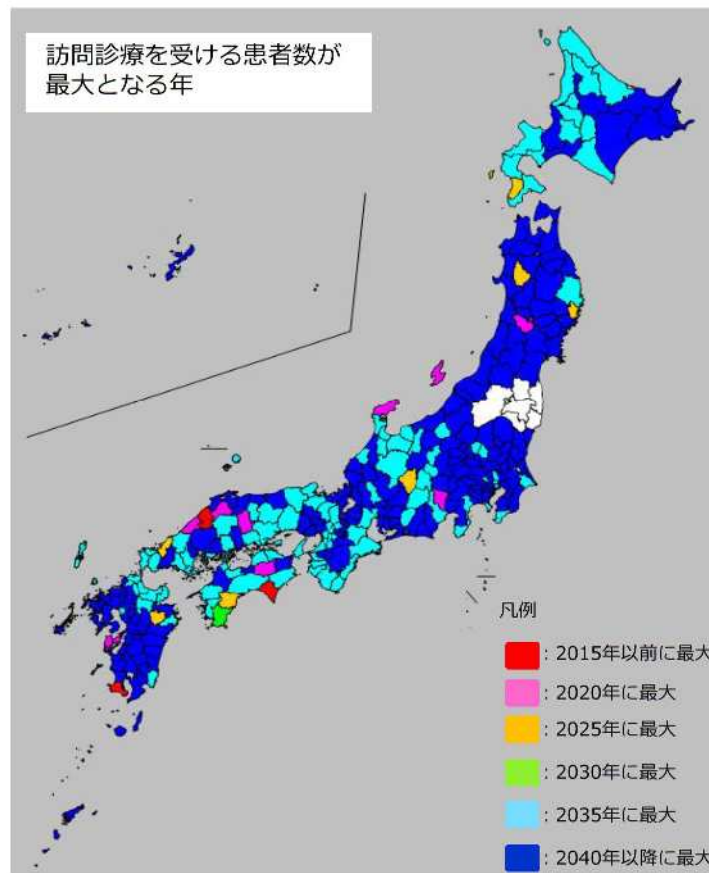 訪問診療を受ける患者数が
最大となる年
凡例
：2015年以前に最大
：2020年に最大
：2025年に最大
：2030年に最大
：2035年に最大
：2040年以降に最大